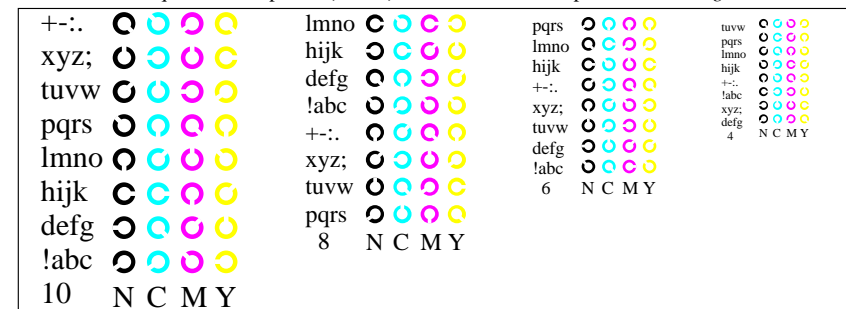 +-:.
xyz;
tuvw
pqrs
lmno
hijk
defg
!abc
10 N C M Y
lmno
hijk
defg
!abc
+-:.
xyz;
tuvw
pqrs
8 N C M Y
pqrs
lmno
hijk
+-:.
xyz;
tuvw
defg
!abc
6 N C M Y
tuvw
pqrs
lmno
hijk
+-:.
!abc
xyz;
defg
4 N C M Y